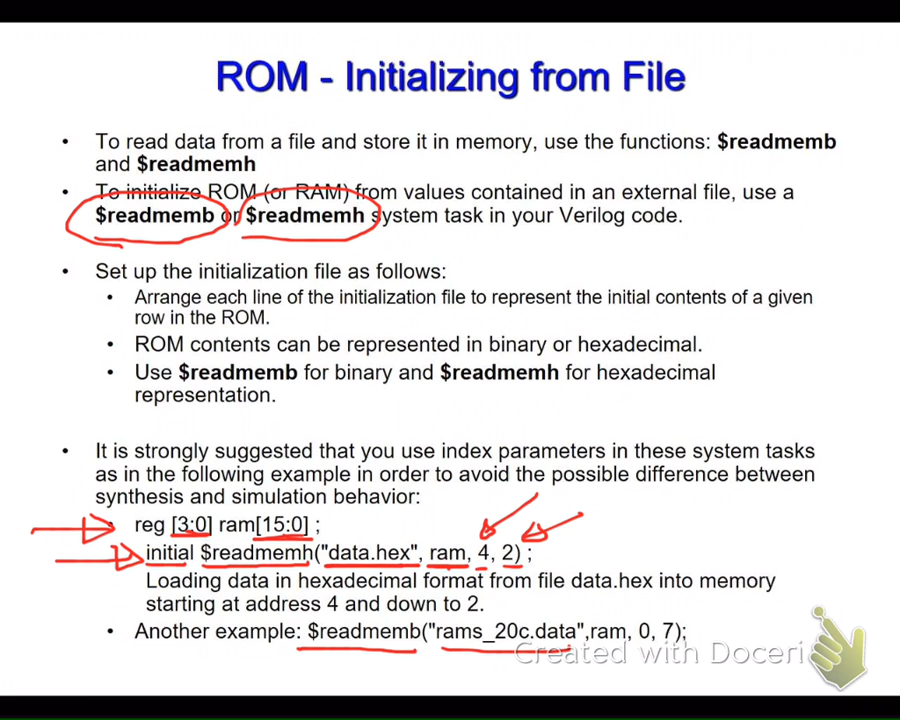 ROM - Initializing from File
• To read data from a file and store it in memory, use the functions: $readmemb
and $readmemh
• To initialize ROM (or RAM) from values contained in an external file, use a
$readmemb or $readmemh system task in your Verilog code.
• Set up the initialization file as follows:
• Arrange each line of the initialization file to represent the initial contents of a given
row in the ROM.
• ROM contents can be represented in binary or hexadecimal.
• Use $readmemb for binary and $readmemh for hexadecimal
representation.
• It is strongly suggested that you use index parameters in these system tasks
as in the following example in order to avoid the possible difference between
synthesis and simulation behavior:
• reg [3:0] ram[15:0] ;
initial $readmemh("data.hex", ram, 4, 2) ;
Loading data in hexadecimal format from file data.hex into memory
starting at address 4 and down to 2.
• Another example: $readmemb("rams_20c.data",ram, 0, 7);
Created with Doceri